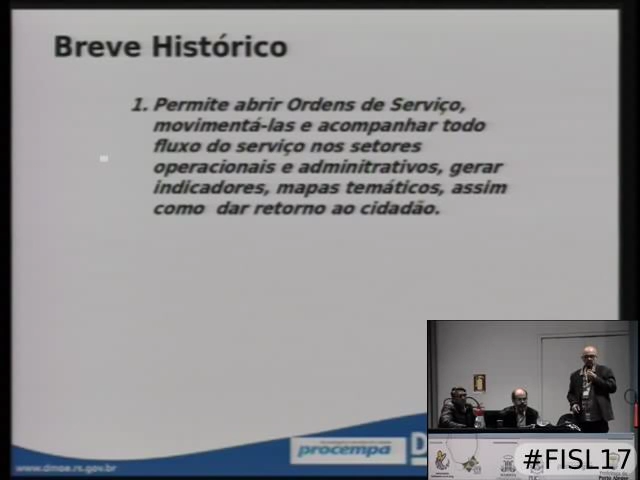 Breve Histórico
1. Permite abrir Ordens de Serviço,
movimentá-las e acompanhar todo
fluxo do serviço nos setores
operacionais e adminitrativos, gerar
indicadores, mapas temáticos, assim
como dar retorno ao cidadão.
www.dmae.rs.gov.br
procempa
D
#FISL17